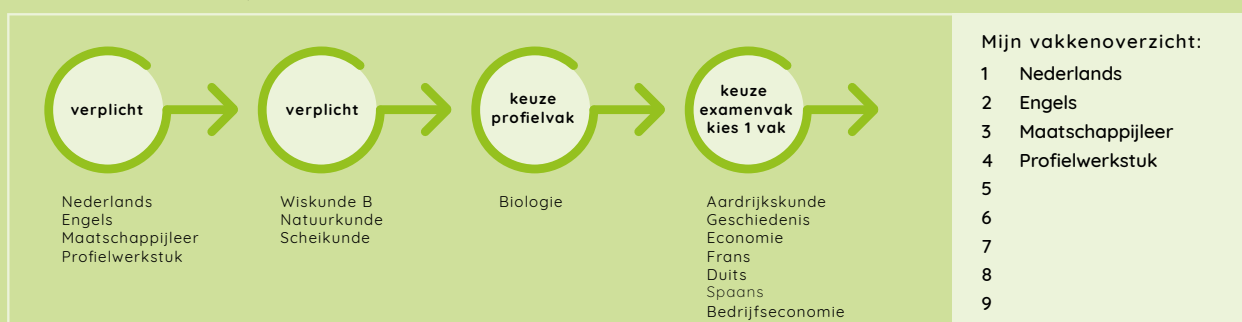 verplicht
Nederlands
Engels
Maatschappijleer
Profielwerkstuk
verplicht
Wiskunde B
Natuurkunde
Scheikunde
keuze
profielvak
Biologie
keuze
examenvak
kies 1 vak
Aardrijkskunde
Geschiedenis
Economie
Frans
Duits
Spaans
Bedrijfseconomie
Mijn vakkenoverzicht:
1 Nederlands
2 Engels
3 Maatschappijleer
4 Profielwerkstuk
5
6
7
8
9